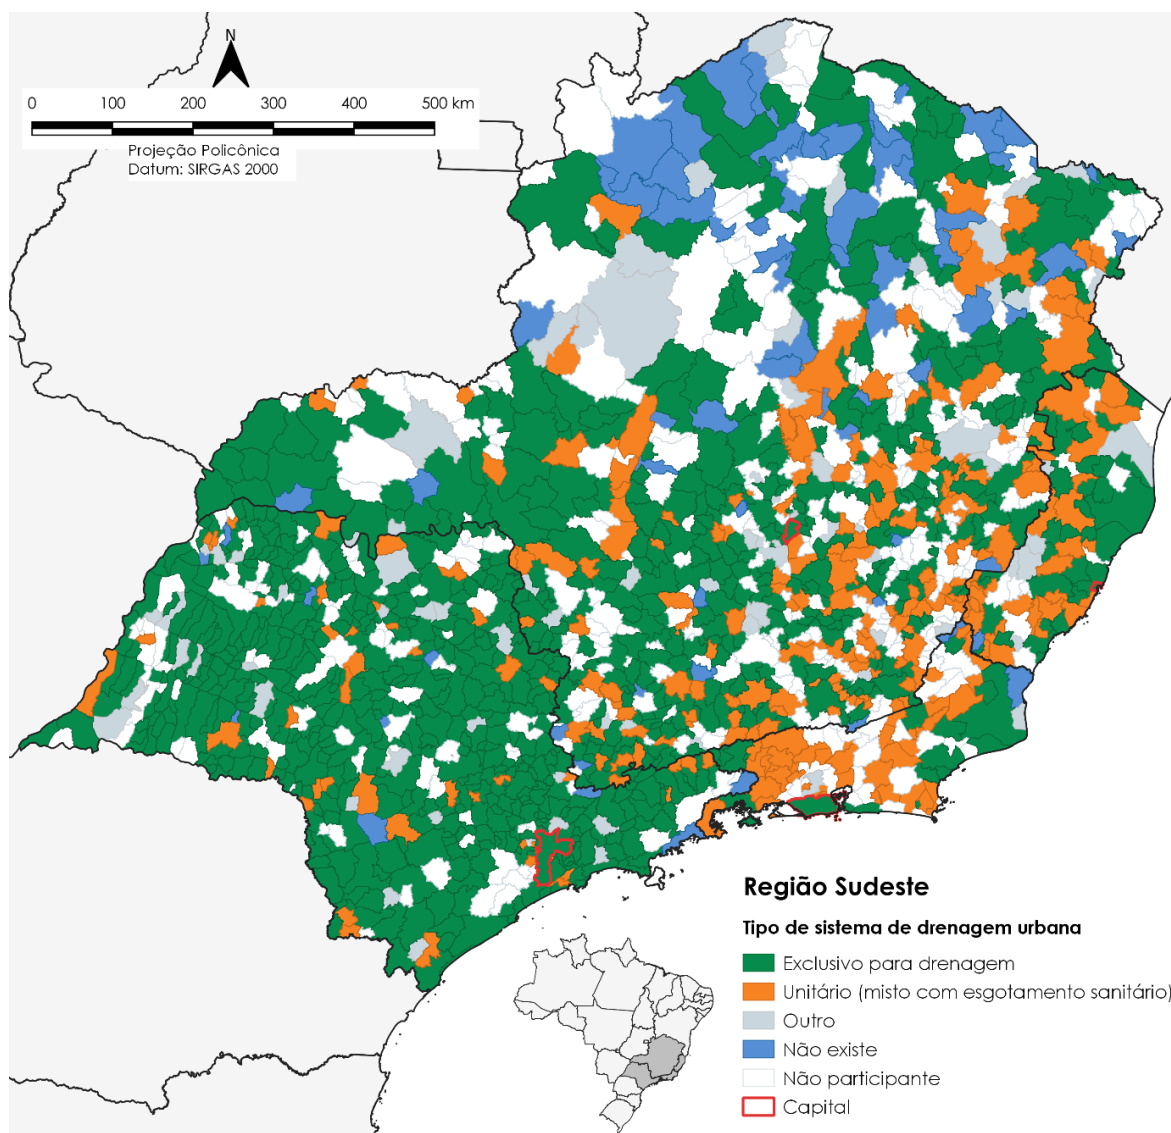 N
0 100 200 300 400 500 km
Projeção Policônica
Datum: SIRGAS 2000
Região Sudeste
Tipo de sistema de drenagem urbana
Exclusivo para drenagem
Unitário (misto com esgotamento sanitário)
Outro
Não existe
Não participante
Capital